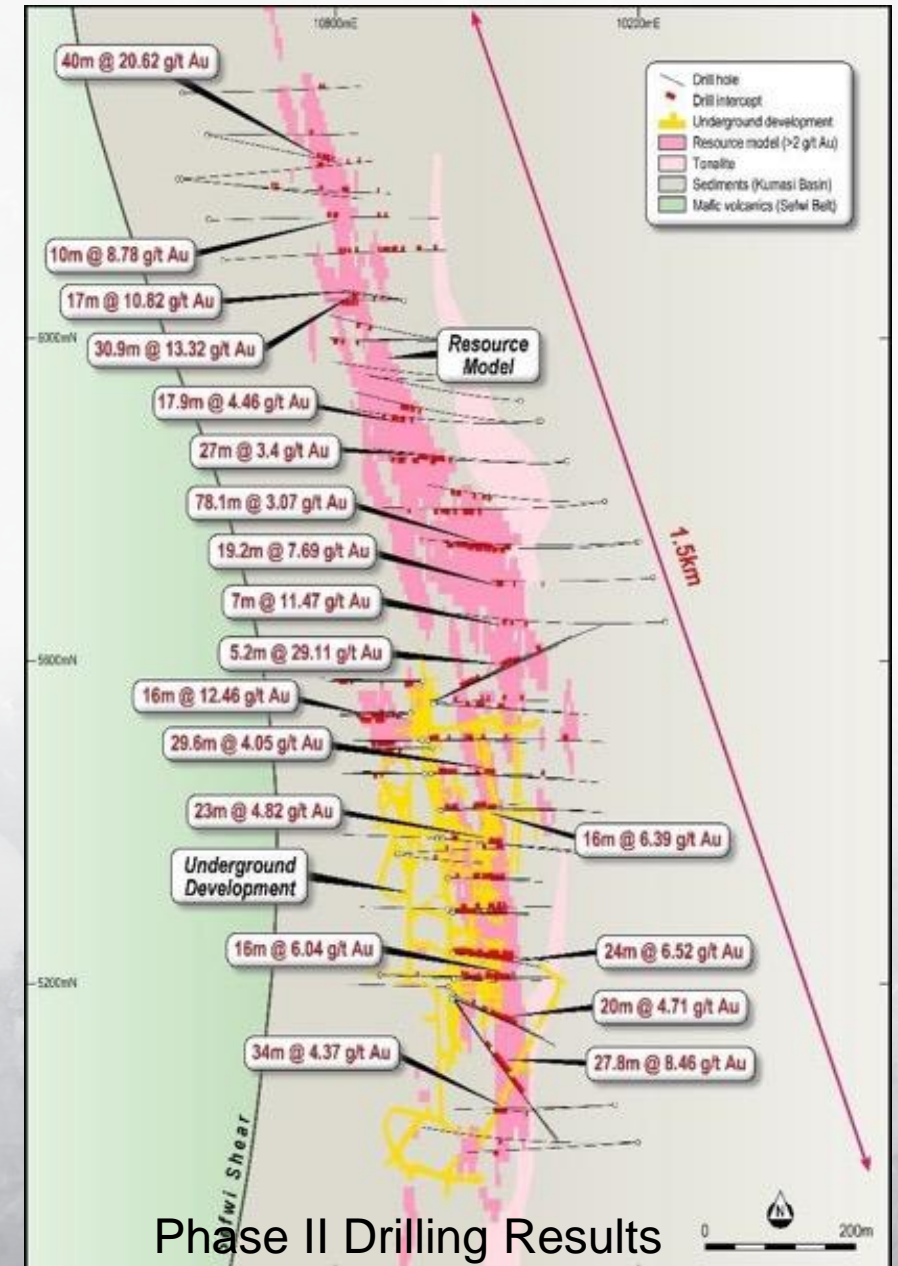 10800mE
10200mE
40m @ 20.62 g/t Au
Drill hole
Drill intercept
Underground development
Resource model (>2 g/t Au)
Tonalite
Sediments (Kumasi Basin)
Mafic volcanics (Sefwi Belt)
10m @ 8.78 g/t Au
17m @ 10.82 g/t Au
6000mN
30.9m @ 13.32 g/t Au
Resource
Model
17.9m @ 4.46 g/t Au
27m @ 3.4 g/t Au
78.1m @ 3.07 g/t Au
19.2m @ 7.69 g/t Au
1.5km
7m @ 11.47 g/t Au
5.2m @ 29.11 g/t Au
5600mN
16m @ 12.46 g/t Au
29.6m @ 4.05 g/t Au
23m @ 4.82 g/t Au
16m @ 6.39 g/t Au
Underground
Development
16m @ 6.04 g/t Au
24m @ 6.52 g/t Au
5200mN
20m @ 4.71 g/t Au
34m @ 4.37 g/t Au
27.8m @ 8.46 g/t Au
Shear
N
Phase II Drilling Results
0
200m